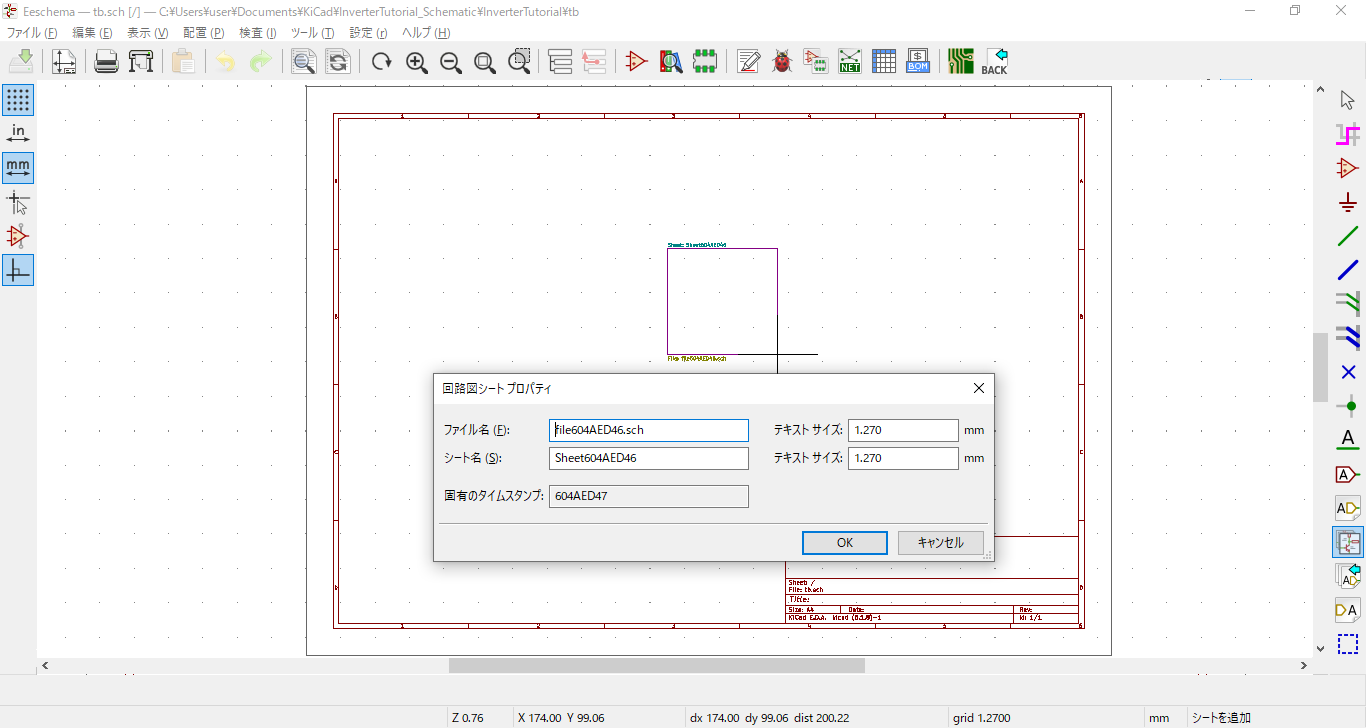 Eeschema — tb.sch [/] — C:¥Users¥user¥Documents¥KiCad¥InverterTutorial_Schematic¥InverterTutorial¥tb
ファイル (F) 編集 (E) 表示 (V) 配置 (P) 検査 (I) ツール (T) 設定 (r) ヘルプ (H)
NET BOM BACK
in
mm
Sheet: Sheet604AED46
File: file604AED46.sch
回路図シート プロパティ
ファイル名 (F): file604AED46.sch テキスト サイズ: 1.270 mm
シート名 (S): Sheet604AED46 テキスト サイズ: 1.270 mm
固有のタイムスタンプ: 604AED47
OK キャンセル
Sheet: /
File: tb.sch
Title:
Size: A4 Date: Rev:
KiCad E.D.A. Id: 1/1
A
A
AD
AD
DA
Z 0.76 X 174.00 Y 99.06 dx 174.00 dy 99.06 dist 200.22 grid 1.2700 mm シートを追加